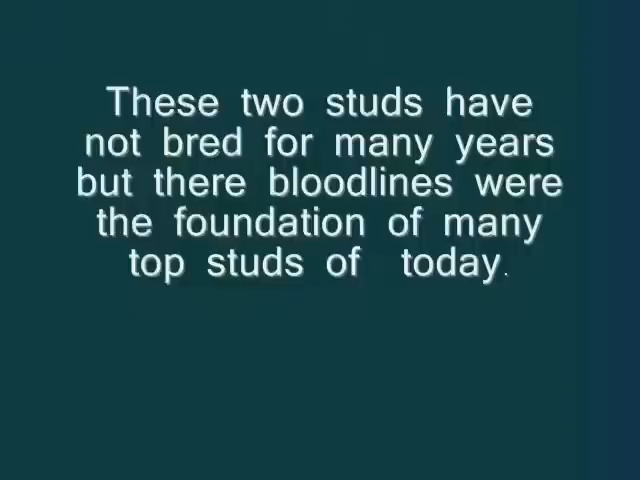 These two studs have
not bred for many years
but there bloodlines were
the foundation of many
top studs of today.